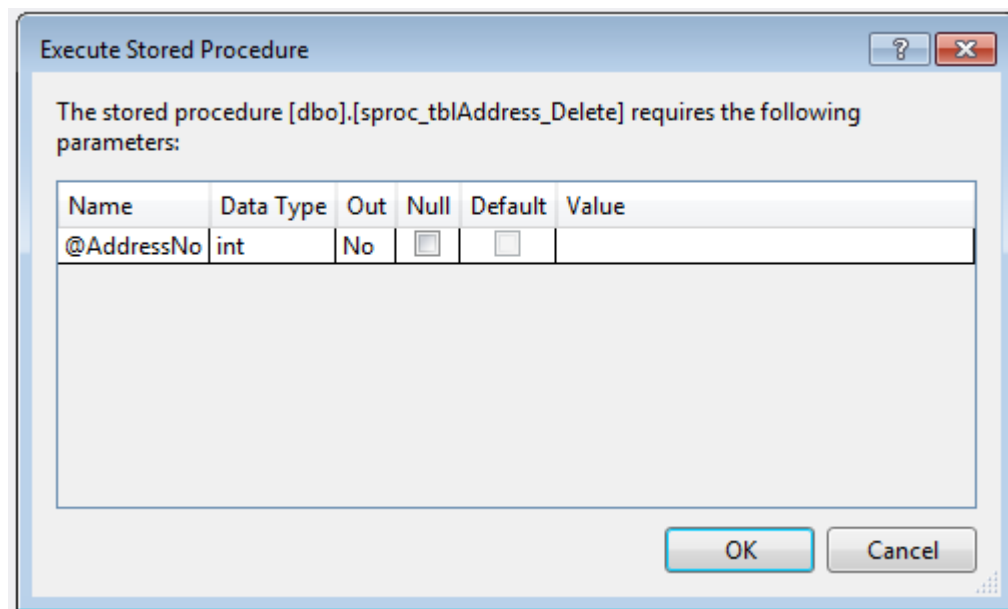 Execute Stored Procedure
?
The stored procedure [dbo].[sproc_tblAddress_Delete] requires the following
parameters:
Name Data Type Out Null Default Value
@AddressNo int No
OK Cancel